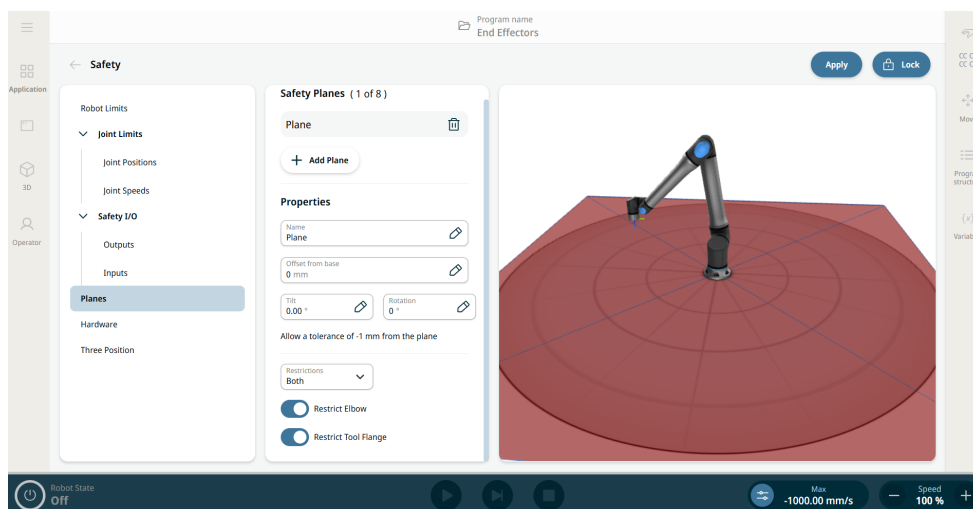 Program name
End Effectors
Application
3D
Operator
Safety
Apply
Lock
Robot Limits
Joint Limits
Joint Positions
Joint Speeds
Safety I/O
Outputs
Inputs
Planes
Hardware
Three Position
Safety Planes ( 1 of 8 )
Plane
Add Plane
Properties
Name
Plane
Offset from base
0 mm
Tilt
0.00 °
Rotation
0 °
Allow a tolerance of -1 mm from the plane
Restrictions
Both
Restrict Elbow
Restrict Tool Flange
Robot State
Off
Max
-1000.00 mm/s
Speed
100 %